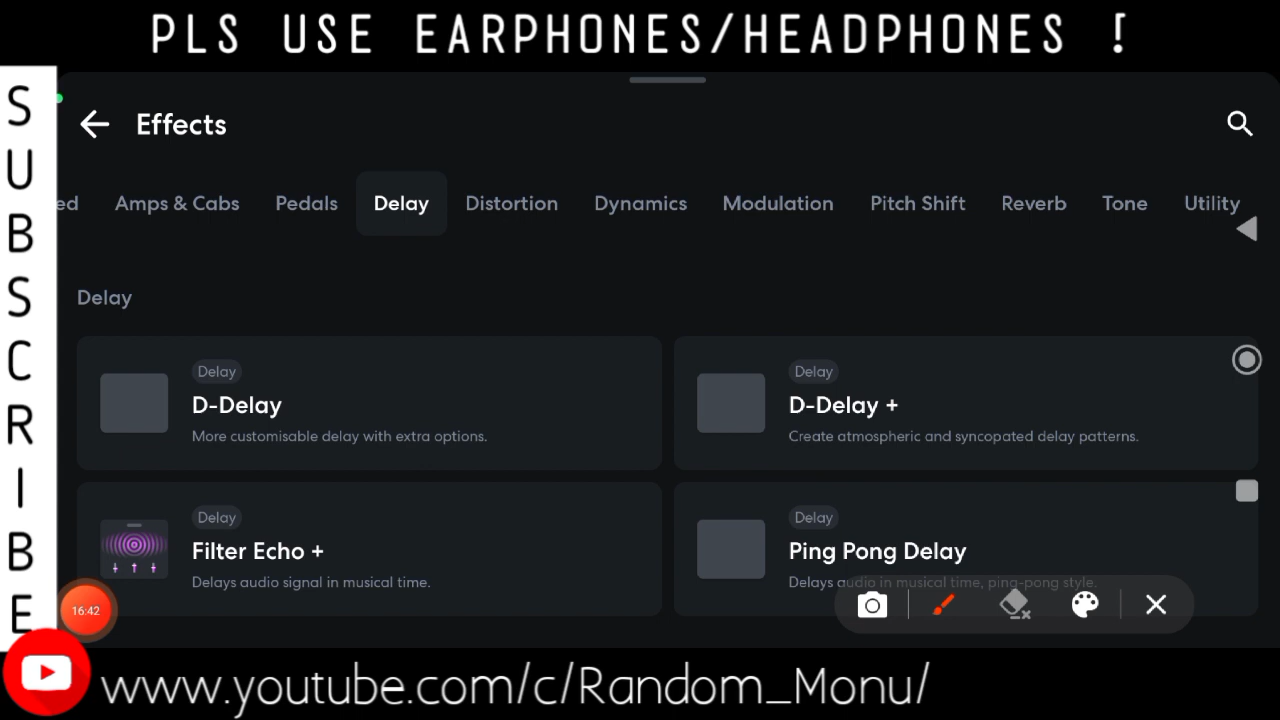 PLS USE EARPHONES/HEADPHONES !
SUBSCRIBE
Effects
ed Amps & Cabs Pedals Delay Distortion Dynamics Modulation Pitch Shift Reverb Tone Utility
Delay
Delay
D-Delay
More customisable delay with extra options.
Delay
D-Delay +
Create atmospheric and syncopated delay patterns.
Delay
Filter Echo +
Delays audio signal in musical time.
Delay
Ping Pong Delay
Delays audio in musical time, ping-pong style.
16:42
www.youtube.com/c/Random_Monu/